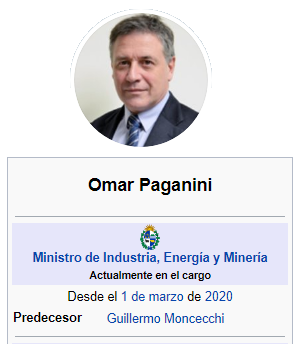 Omar Paganini
Ministro de Industria, Energía y Minería
Actualmente en el cargo
Desde el 1 de marzo de 2020
Predecesor Guillermo Moncecchi